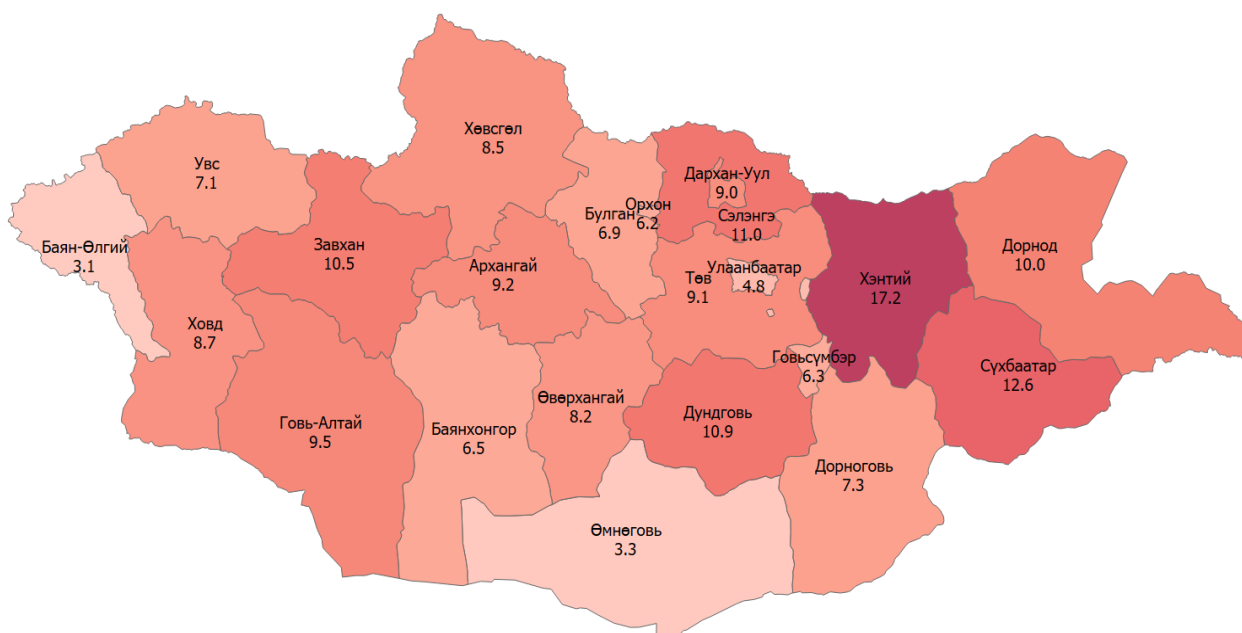 Хөвсгөл
8.5
Увс
7.1
Дархан-Уул
9.0
Орхон
6.2
Булган
6.9
Сэлэнгэ
11.0
Баян-Өлгий
3.1
Завхан
10.5
Архангай
9.2
Улаанбаатар
4.8
Төв
9.1
Хэнтий
17.2
Дорнод
10.0
Ховд
8.7
Говьсүмбэр
6.3
Сүхбаатар
12.6
Говь-Алтай
9.5
Баянхонгор
6.5
Өвөрхангай
8.2
Дундговь
10.9
Дорноговь
7.3
Өмнөговь
3.3